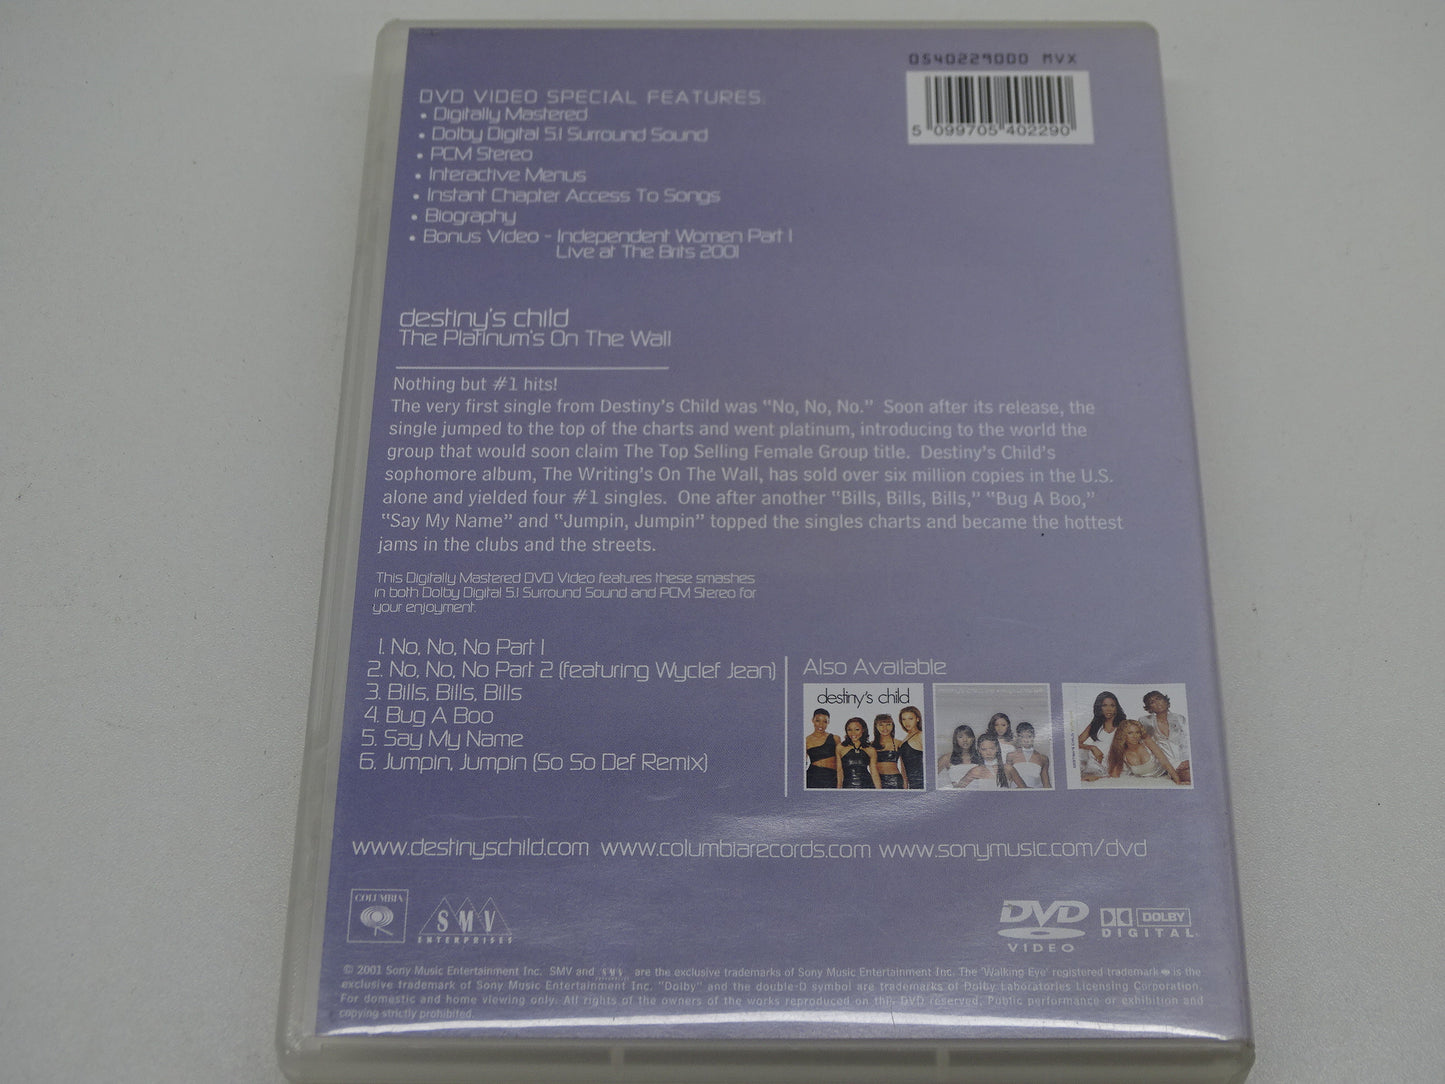 0540229000 MVX
5 099705 402290
DVD VIDEO SPECIAL FEATURES:
• Digitally Mastered
• Dolby Digital 5.1 Surround Sound
• PCM Stereo
• Interactive Menus
• Instant Chapter Access To Songs
• Biography
• Bonus Video - Independent Women Part 1
Live at The Brits 2001
destiny's child
The Platinum's On The Wall
Nothing but #1 hits!
The very first single from Destiny's Child was "No, No, No." Soon after its release, the
single jumped to the top of the charts and went platinum, introducing to the world the
group that would soon claim The Top Selling Female Group title. Destiny's Child's
sophomore album, The Writing's On The Wall, has sold over six million copies in the U.S.
alone and yielded four #1 singles. One after another "Bills, Bills, Bills," "Bug A Boo,"
"Say My Name" and "Jumpin, Jumpin" topped the singles charts and became the hottest
jams in the clubs and the streets.
This Digitally Mastered DVD Video features these smashes
in both Dolby Digital 5.1 Surround Sound and PCM Stereo for
your enjoyment.
1. No, No, No Part 1
2. No, No, No Part 2 (featuring Wyclef Jean)
3. Bills, Bills, Bills
4. Bug A Boo
5. Say My Name
6. Jumpin, Jumpin (So So Def Remix)
Also Available
destiny's child
www.destinyschild.com www.columbiarecords.com www.sonymusic.com/dvd
COLUMBIA
SMV
ENTERPRISES
DVD
VIDEO
DOLBY
DIGITAL
© 2001 Sony Music Entertainment Inc. SMV and SMV are the exclusive trademarks of Sony Music Entertainment Inc. The 'Walking Eye' registered trademark is the
exclusive trademark of Sony Music Entertainment Inc. "Dolby" and the double-D symbol are trademarks of Dolby Laboratories Licensing Corporation.
For domestic and home viewing only. All rights of the owners of the works reproduced on this DVD reserved. Public performance or exhibition and
copying strictly prohibited.